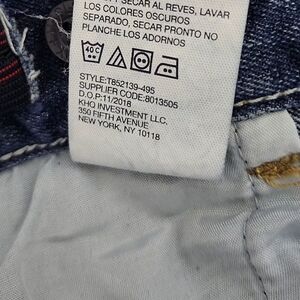 SECAR AL REVES, LAVAR
LOS COLORES OSCUROS
SEPARADO, SECAR PRONTO NO
PLANCHE LOS ADORNOS
40C
STYLE:T852139-495
SUPPLIER CODE:8013505
D.O.P:11/2018
KHQ INVESTMENT LLC.
350 FIFTH AVENUE
NEW YORK, NY 10118